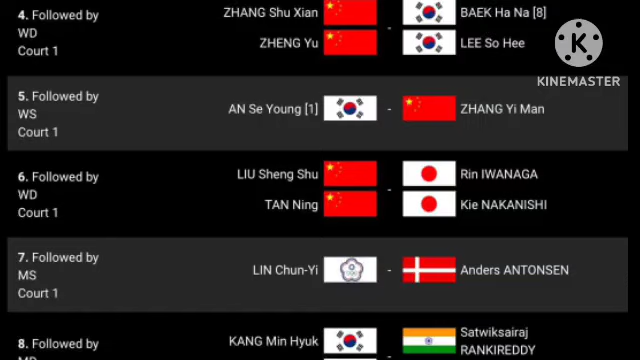 4. Followed by
WD
Court 1
ZHANG Shu Xian
ZHENG Yu
-
BAEK Ha Na [8]
LEE So Hee
K
KINEMASTER
5. Followed by
WS
Court 1
AN Se Young [1]
-
ZHANG Yi Man
6. Followed by
WD
Court 1
LIU Sheng Shu
TAN Ning
-
Rin IWANAGA
Kie NAKANISHI
7. Followed by
MS
Court 1
LIN Chun-Yi
-
Anders ANTONSEN
8. Followed by
KANG Min Hyuk
Satwiksairaj
RANKIREDDY